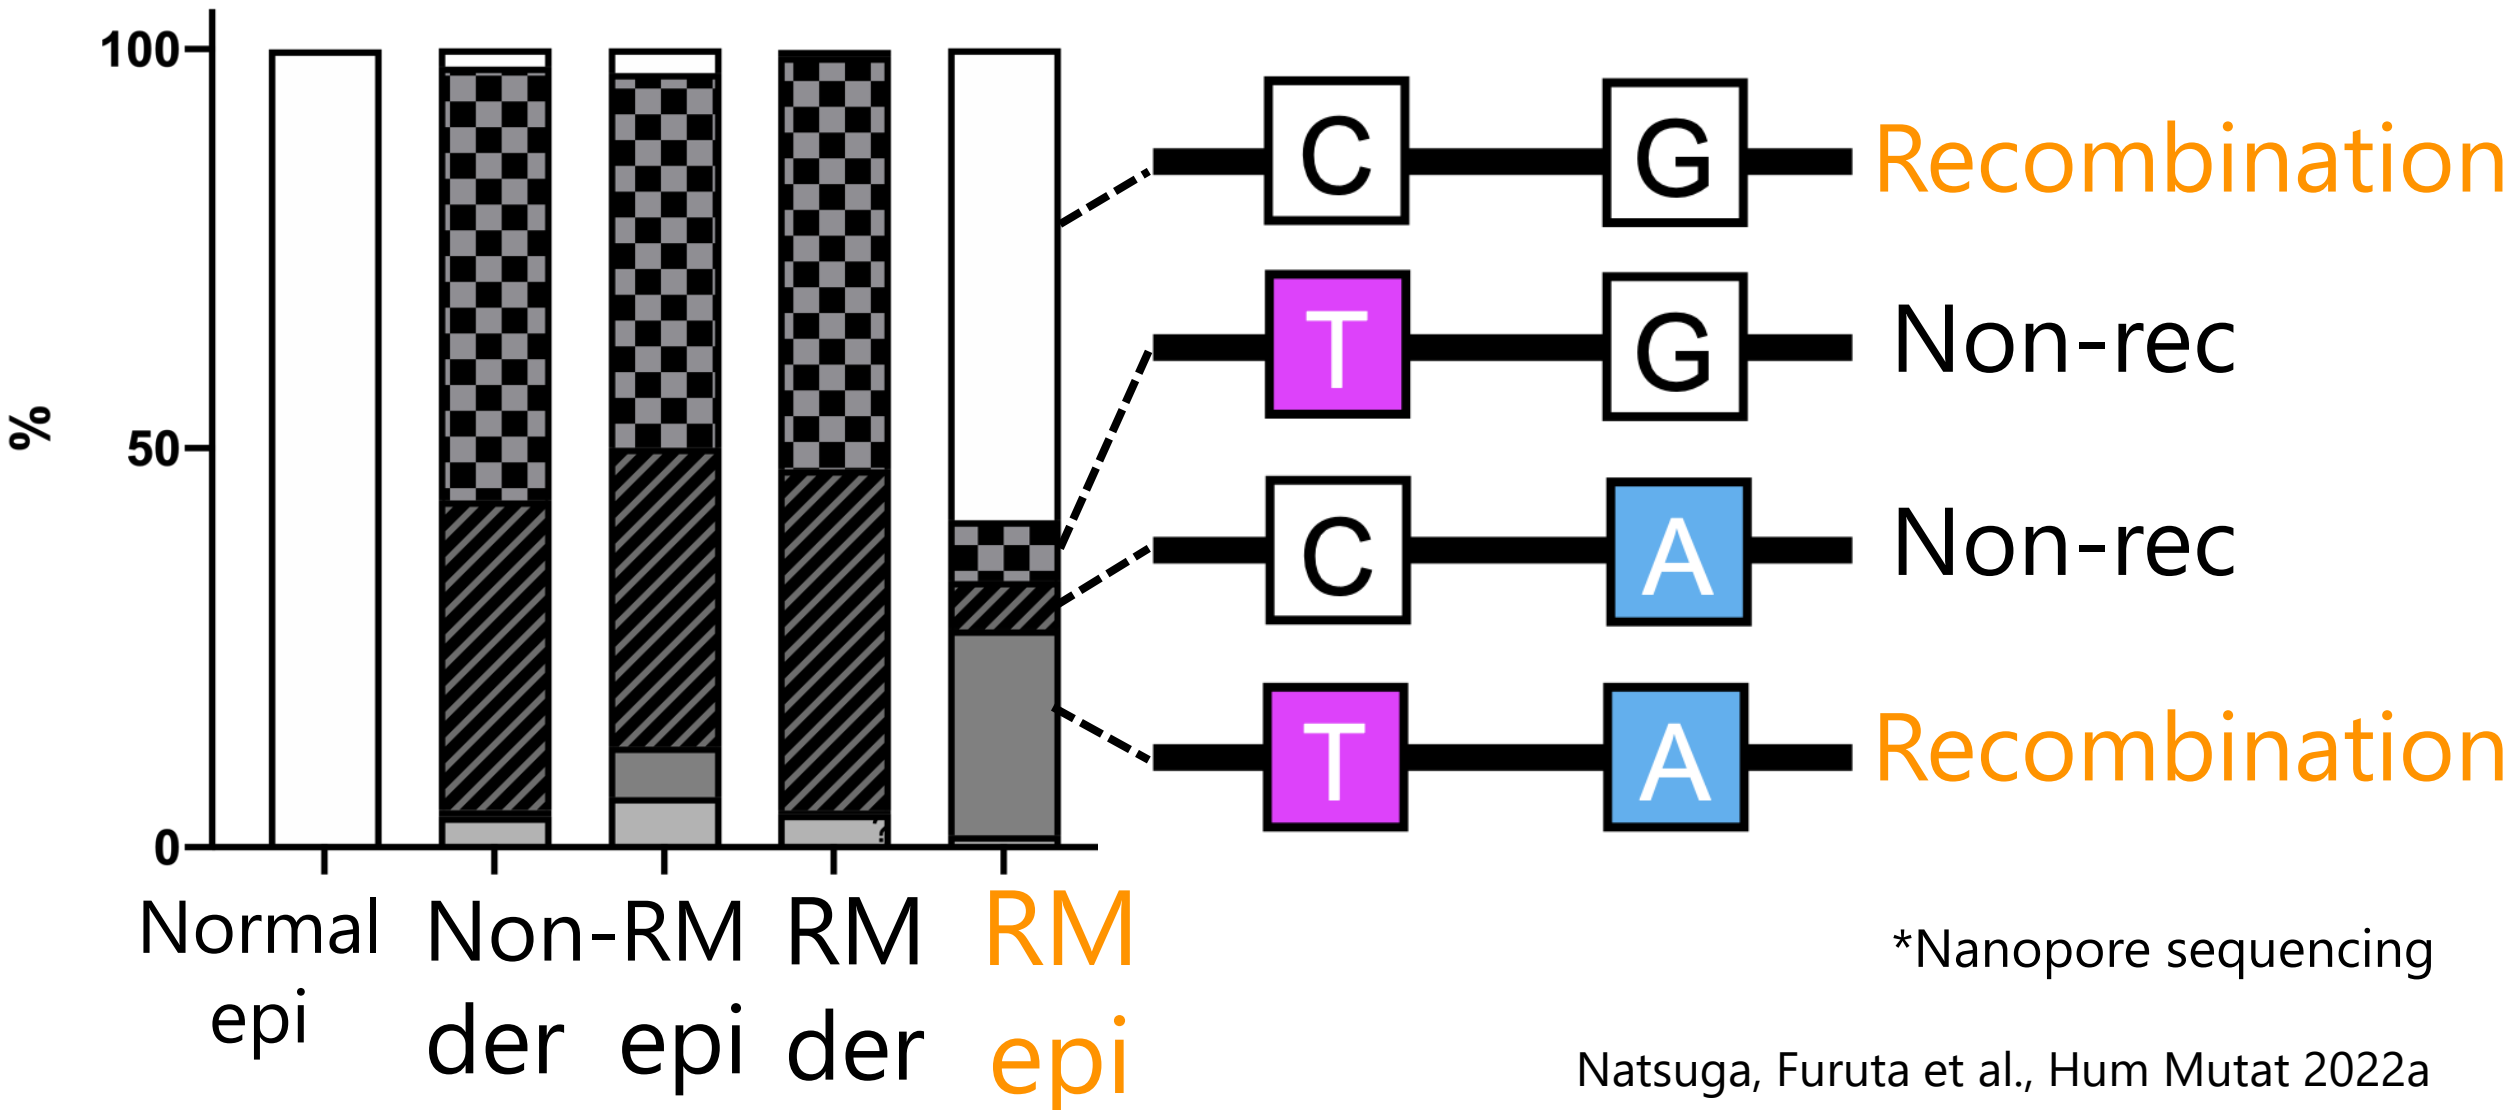 100
50
0
%
Normal epi
Non-RM
der epi
RM der
RM epi
C G Recombination
T G Non-rec
C A Non-rec
T A Recombination
*Nanopore sequencing
Natsuga, Furuta et al., Hum Mutat 2022a